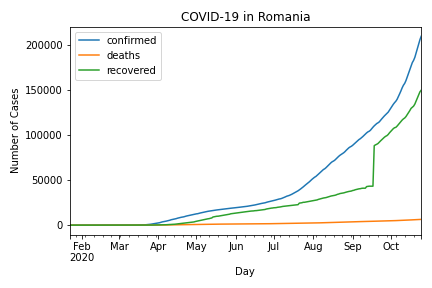 COVID-19 in Romania
confirmed
deaths
recovered
Number of Cases
200000
150000
100000
50000
0
Feb Mar Apr May Jun Jul Aug Sep Oct
2020
Day